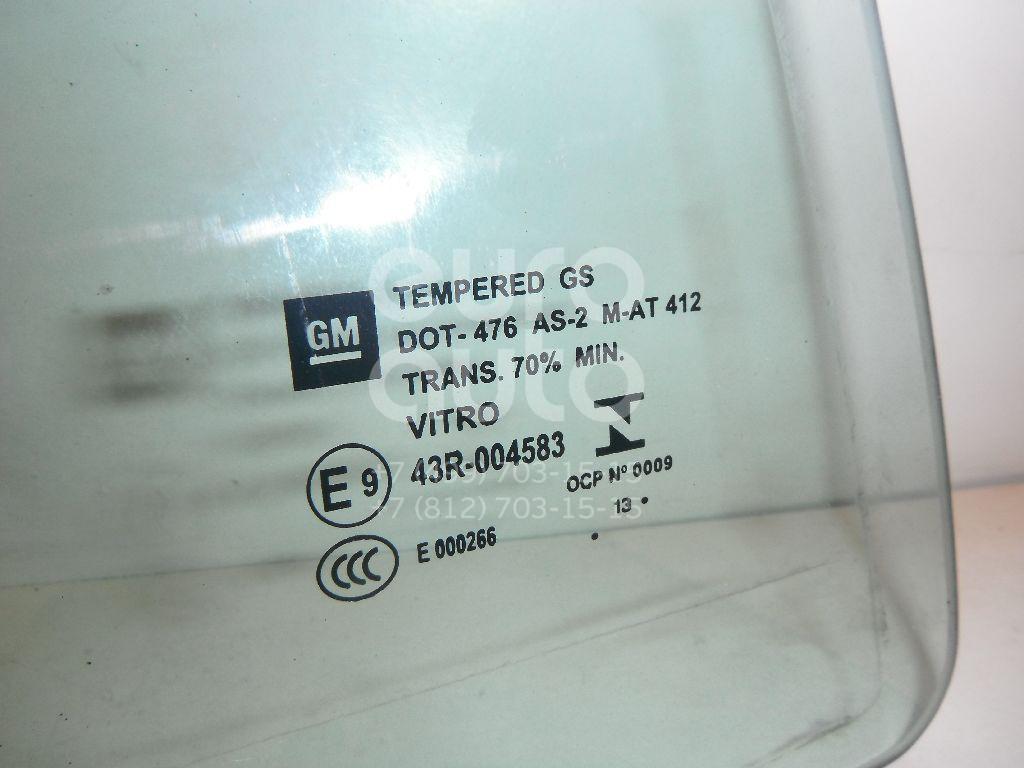 GM
TEMPERED GS
DOT- 476 AS-2 M-AT 412
TRANS. 70% MIN.
VITRO
E 9 43R-004583
OCP Nº 0009
13 •
CCC E 000266
euro
auto
+7 (812) 703-15-15